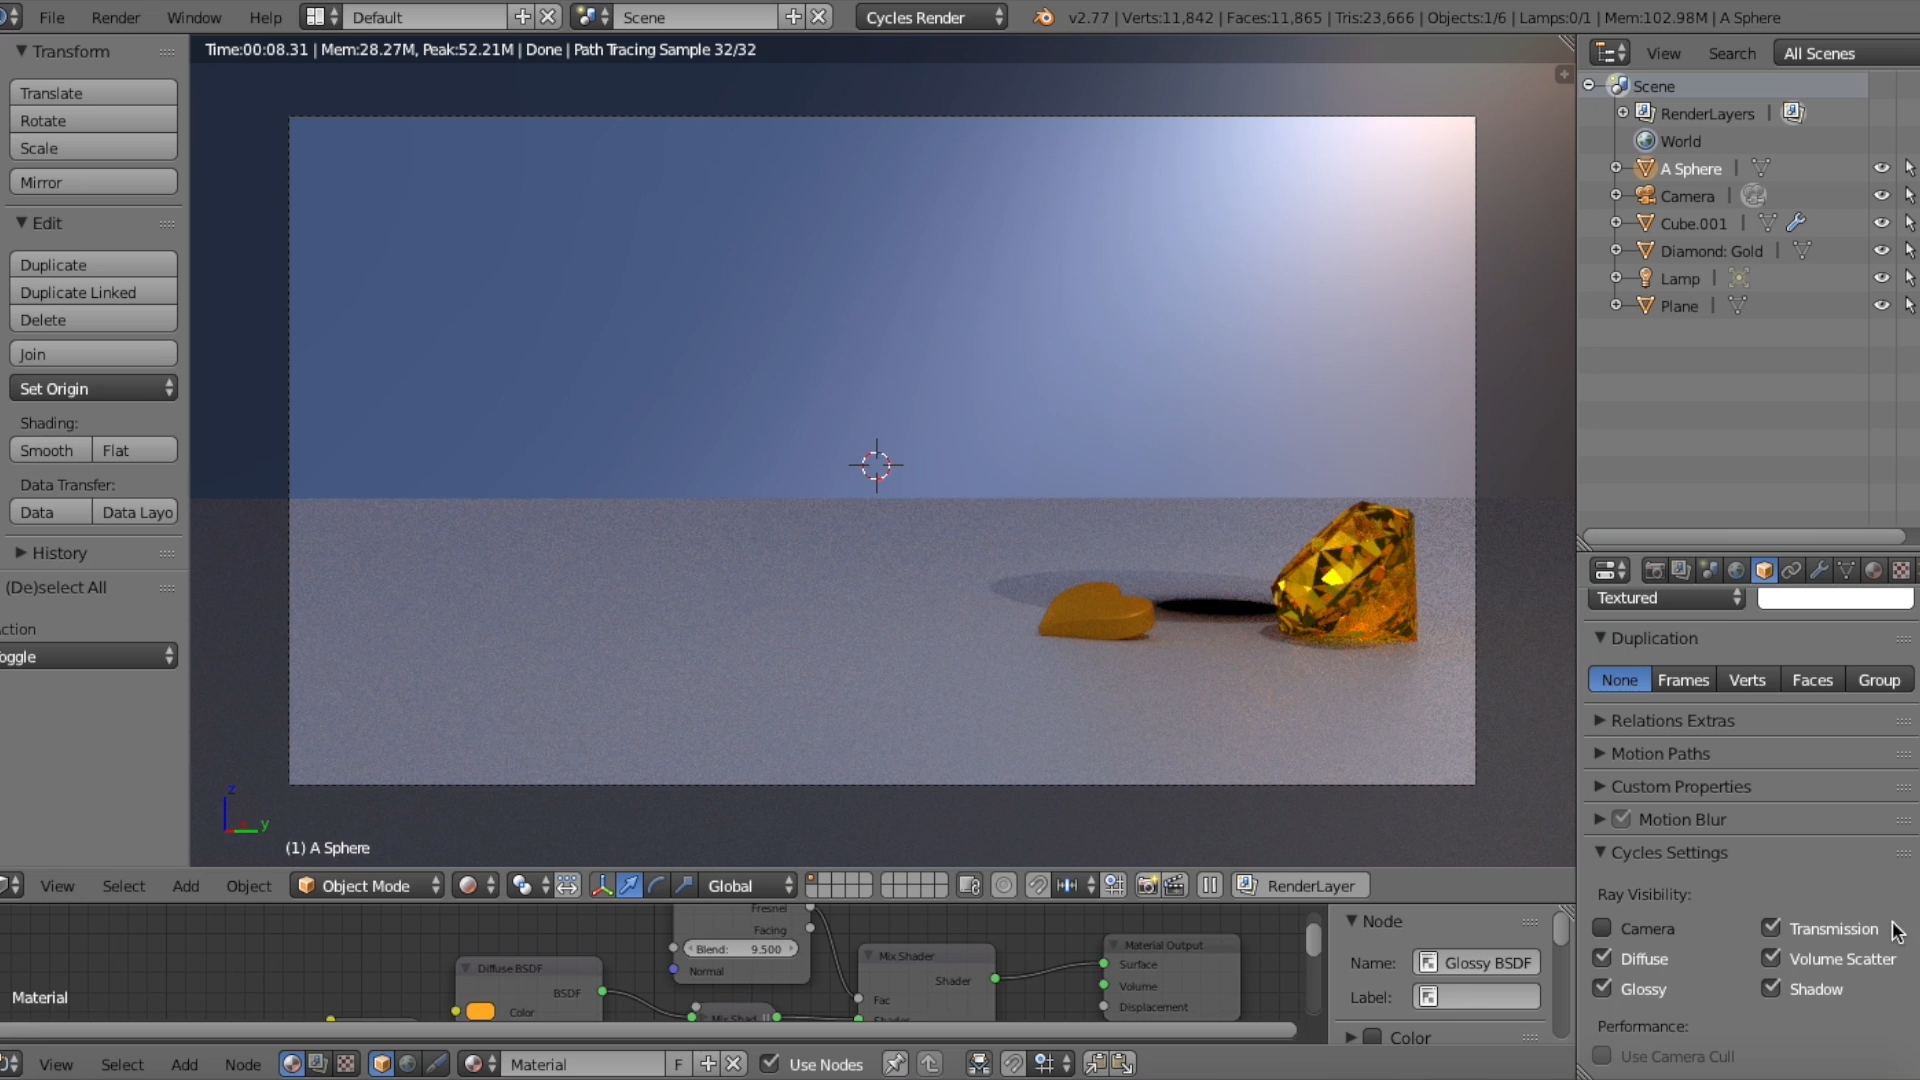 File Render Window Help Default Scene Cycles Render v2.77 | Verts:11,842 | Faces:11,865 | Tris:23,666 | Objects:1/6 | Lamps:0/1 | Mem:102.98M | A Sphere
Time:00:08.31 | Mem:28.27M, Peak:52.21M | Done | Path Tracing Sample 32/32
Transform
Translate
Rotate
Scale
Mirror
Edit
Duplicate
Duplicate Linked
Delete
Join
Set Origin
Shading:
Smooth Flat
Data Transfer:
Data Data Layo
History
(De)select All
ction
oggle
(1) A Sphere
z
y
View Select Add Object Object Mode Global RenderLayer
View Search All Scenes
Scene
RenderLayers |
World
A Sphere |
Camera |
Cube.001 |
Diamond: Gold |
Lamp |
Plane |
Textured
Duplication
None Frames Verts Faces Group
Relations Extras
Motion Paths
Custom Properties
Motion Blur
Cycles Settings
Ray Visibility:
Camera Transmission
Diffuse Volume Scatter
Glossy Shadow
Performance:
Use Camera Cull
Fresnel
Facing
Blend: 9.500
Normal
Diffuse BSDF
BSDF
Color
Mix Shad
Mix Shader
Shader
Fac
Shader
Material Output
Surface
Volume
Displacement
Material
Node
Name: Glossy BSDF
Label:
Color
View Select Add Node Material F Use Nodes